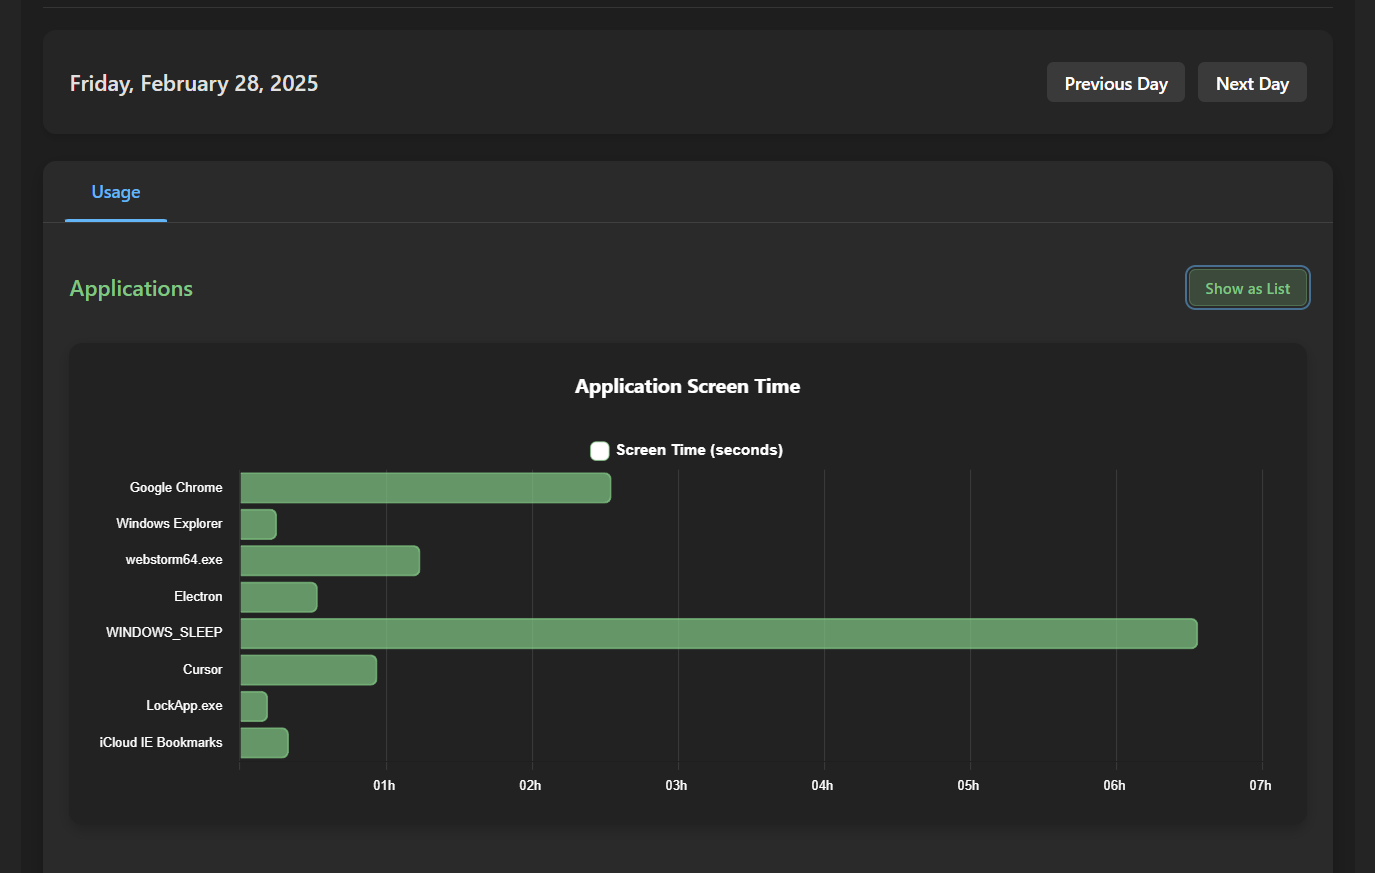 Friday, February 28, 2025
Previous Day
Next Day
Usage
Applications
Show as List
Application Screen Time
Screen Time (seconds)
Google Chrome
Windows Explorer
webstorm64.exe
Electron
WINDOWS_SLEEP
Cursor
LockApp.exe
iCloud IE Bookmarks
01h 02h 03h 04h 05h 06h 07h